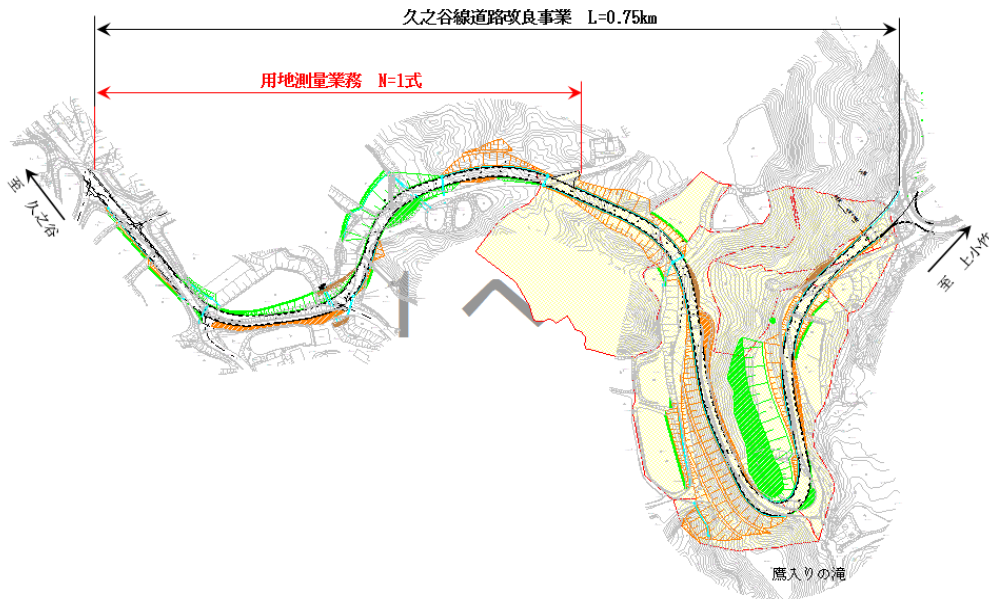 久之谷線道路改良事業　L=0.75km
用地測量業務　N=1式
至 久之谷
至 上小竹
鷹入りの滝